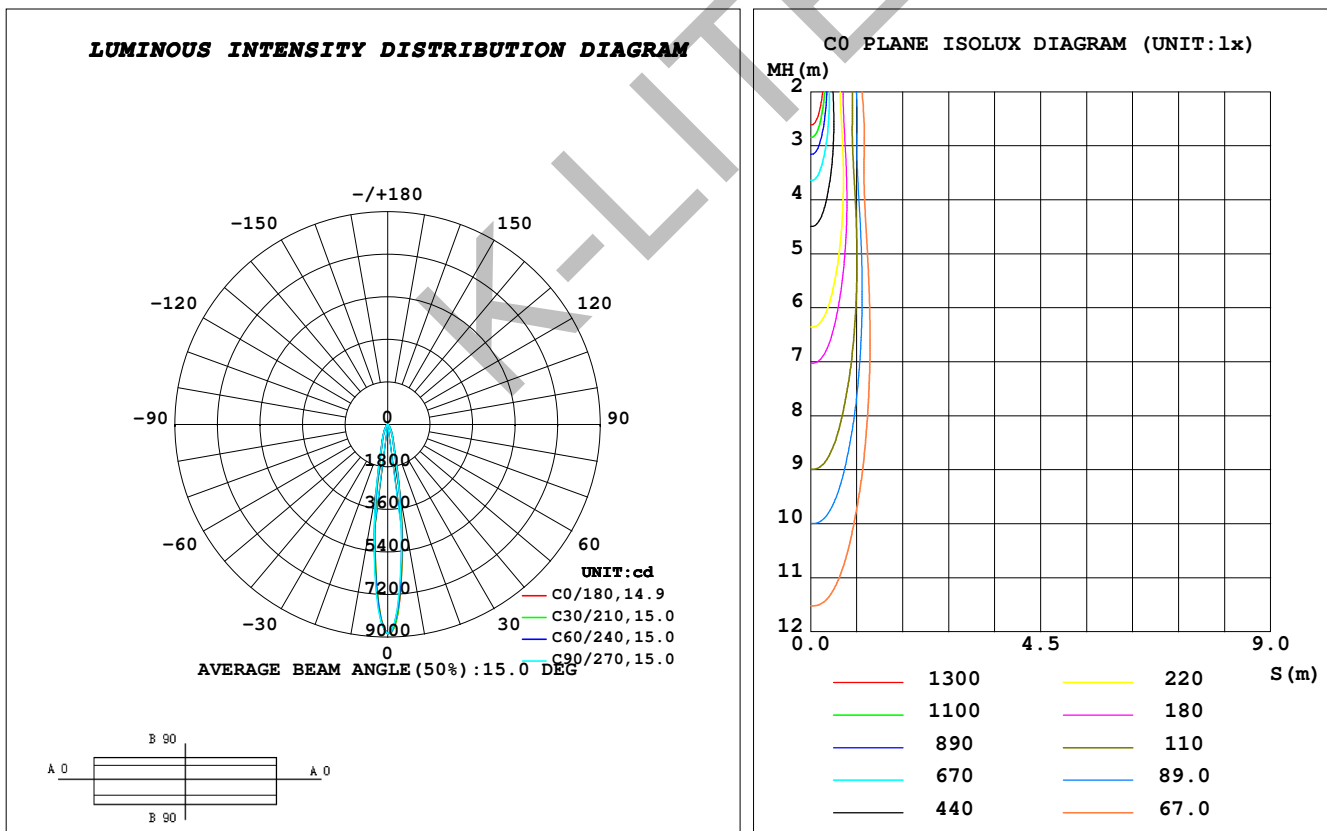 LUMINOUS INTENSITY DISTRIBUTION DIAGRAM
-/+180
-150
150
-120
120
-90
90
-60
60
-30
30
0
0
1800
3600
5400
7200
9000
UNIT:cd
C0/180,14.9
C30/210,15.0
C60/240,15.0
C90/270,15.0
AVERAGE BEAM ANGLE(50%):15.0 DEG
B 90
A 0
A 0
B 90
K-LITE
C0 PLANE ISOLUX DIAGRAM (UNIT:lx)
MH(m)
2
3
4
5
6
7
8
9
10
11
12
0.0
4.5
9.0
S(m)
1300
220
1100
180
890
110
670
89.0
440
67.0